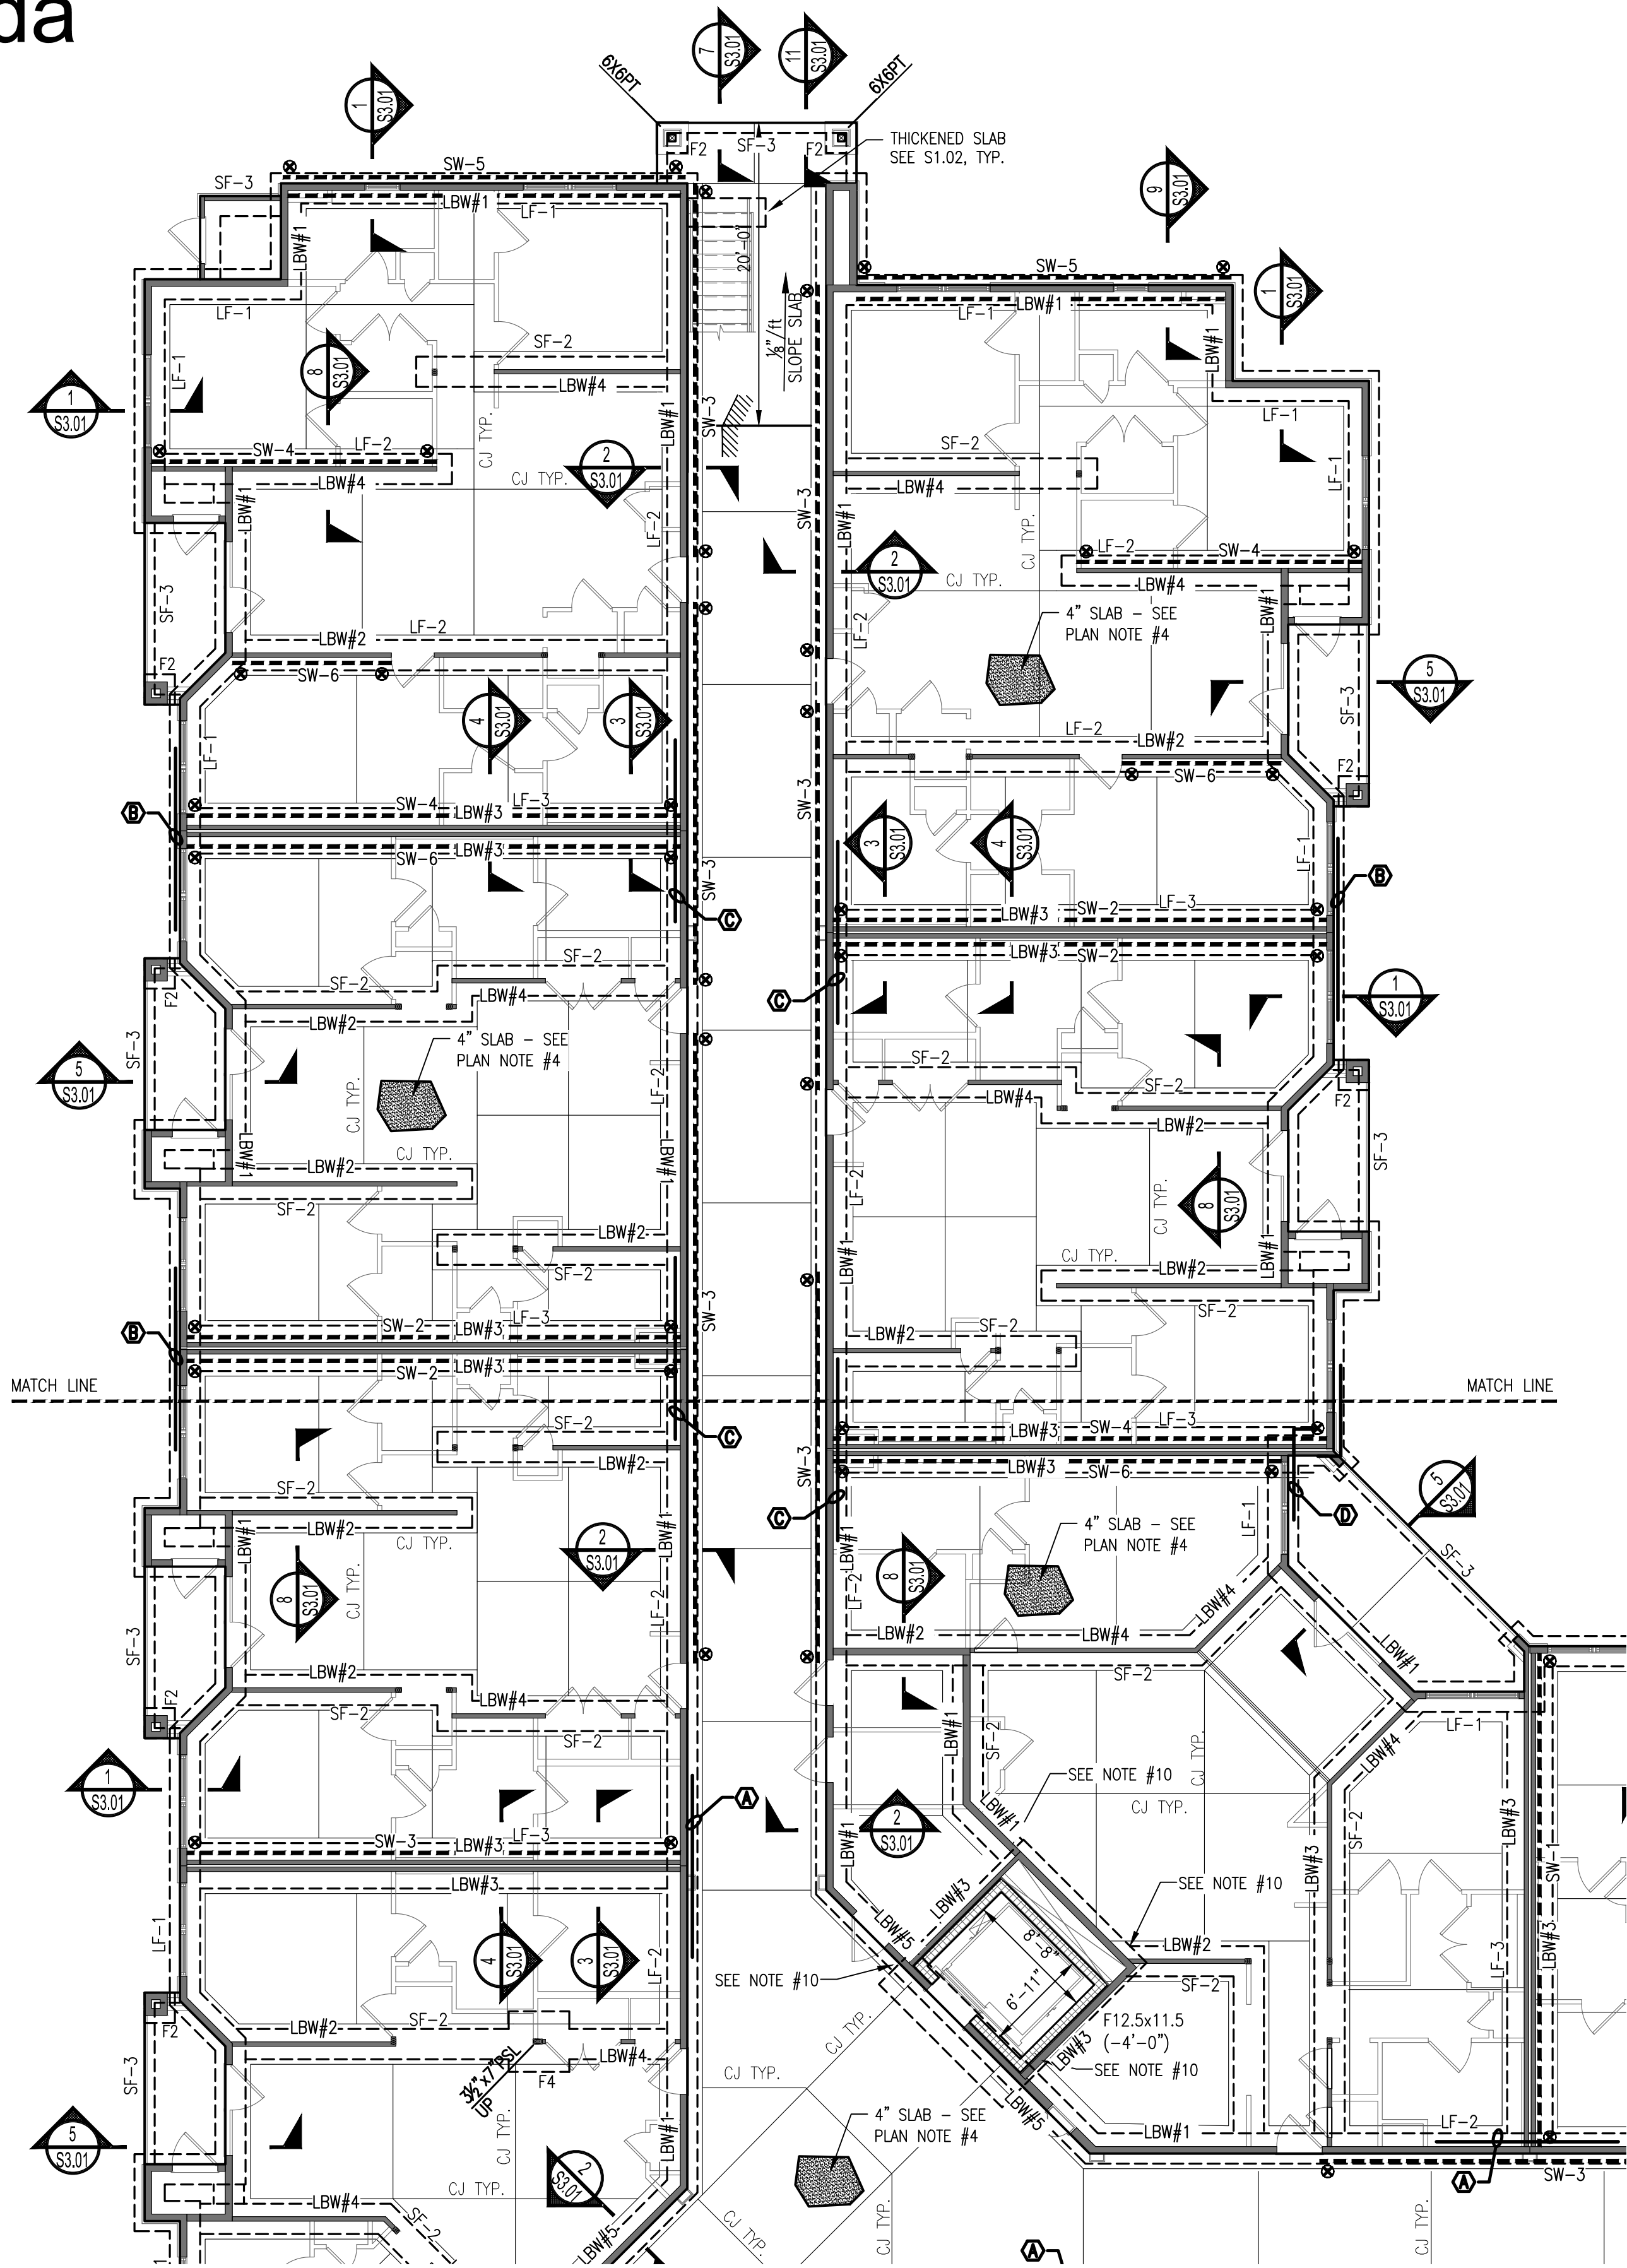 da
7
S3.01
11
S3.01
6X6PT
6X6PT
1
S3.01
F2
SF-3
F2
THICKENED SLAB
SEE S1.02, TYP.
SW-5
SF-3
LBW#1
LF-1
LBW#1
9
S3.01
20'-0"
SW-5
LBW#1
LF-1
1
S3.01
LF-1
LF-1
⅛"/ft
SLOPE SLAB
SF-2
LBW#4
8
S3.01
1
S3.01
LBW#1
SW-3
CJ TYP.
LBW#1
LF-1
SF-2
LF-1
SW-4
LF-2
LBW#4
LBW#1
CJ TYP.
2
S3.01
LF-2
SW-3
LBW#1
LBW#4
CJ TYP.
LF-2
SW-4
LBW#4
CJ TYP.
2
S3.01
SF-3
LBW#1
4" SLAB - SEE
PLAN NOTE #4
LF-2
LBW#2
LF-2
F2
SW-6
5
S3.01
SF-3
LF-1
4
S3.01
3
S3.01
LF-2
LBW#2
SW-6
F2
SW-4
LF-3
LBW#3
SW-3
B
LBW#3
SW-6
3
S3.01
4
S3.01
LF-1
B
SW-3
C
LBW#3
SW-2
LF-3
LBW#3
SW-2
SF-2
SF-2
LBW#4
LBW#2
F2
C
1
S3.01
SF-3
5
S3.01
4" SLAB - SEE
PLAN NOTE #4
SF-2
SF-2
LBW#4
LBW#2
F2
CJ TYP.
LF-2
CJ TYP.
LBW#1
LBW#2
LBW#1
SF-3
SF-2
LF-2
8
S3.01
CJ TYP.
CJ TYP.
LBW#2
LBW#1
LBW#1
LBW#2
SF-2
SF-2
SW-3
SW-2
LF-3
LBW#3
B
LBW#2
SF-2
LBW#3
SW-2
MATCH LINE
MATCH LINE
SF-2
LBW#2
C
LBW#3
SW-4
LF-3
LBW#3
SW-6
SW-3
C
D
5
S3.01
SF-2
LBW#2
CJ TYP.
LBW#1
2
S3.01
LBW#1
LBW#1
LF-1
4" SLAB - SEE
PLAN NOTE #4
SF-3
8
S3.01
CJ TYP.
LF-2
LF-2
8
S3.01
LBW#4
SF-3
LBW#2
LBW#4
LBW#2
LBW#4
LBW#1
F2
SF-2
SF-2
SF-2
LBW#1
SF-2
LF-1
LBW#4
CJ TYP.
1
S3.01
A
SEE NOTE #10
CJ TYP.
LBW#1
2
S3.01
SW-3
LBW#3
LF-3
LBW#3
LBW#1
SF-2
LBW#3
LBW#3
SW-1
LBW#3
LBW#3
SEE NOTE #10
LF-1
4
S3.01
3
S3.01
LF-2
LBW#5
8'-8"
6'-11"
SEE NOTE #10
LBW#2
SF-2
LF-3
LBW#3
F2
LBW#2
SF-2
LBW#4
F12.5x11.5
(-4'-0")
SEE NOTE #10
LBW#3
CJ TYP.
SF-3
3½"x7"PSL
UP
F4
CJ TYP.
CJ TYP.
LBW#5
LBW#1
LF-2
4" SLAB - SEE
PLAN NOTE #4
5
S3.01
LBW#1
2
S3.01
CJ TYP.
A
SW-3
LBW#4
SF-2
LBW#5
CJ TYP.
CJ TYP.
CJ TYP.
A